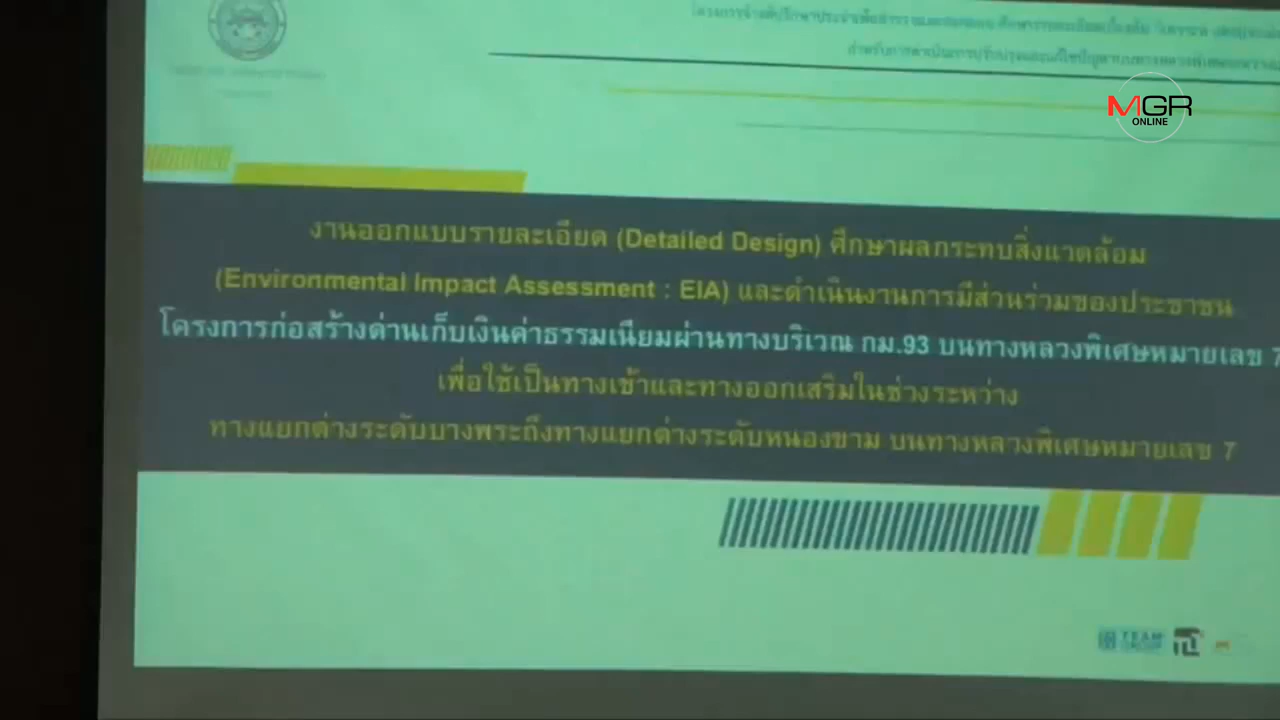 MGR
ONLINE
งานออกแบบรายละเอียด (Detailed Design) ศึกษาผลกระทบสิ่งแวดล้อม
(Environmental Impact Assessment : EIA) และดำเนินงานการมีส่วนร่วมของประชาชน
โครงการก่อสร้างด่านเก็บเงินค่าธรรมเนียมผ่านทางบริเวณ กม.93 บนทางหลวงพิเศษหมายเลข 7
เพื่อใช้เป็นทางเข้าและทางออกเสริมในช่วงระหว่าง
ทางแยกต่างระดับบางพระถึงทางแยกต่างระดับหนองขาม บนทางหลวงพิเศษหมายเลข 7
TEAM
GROUP